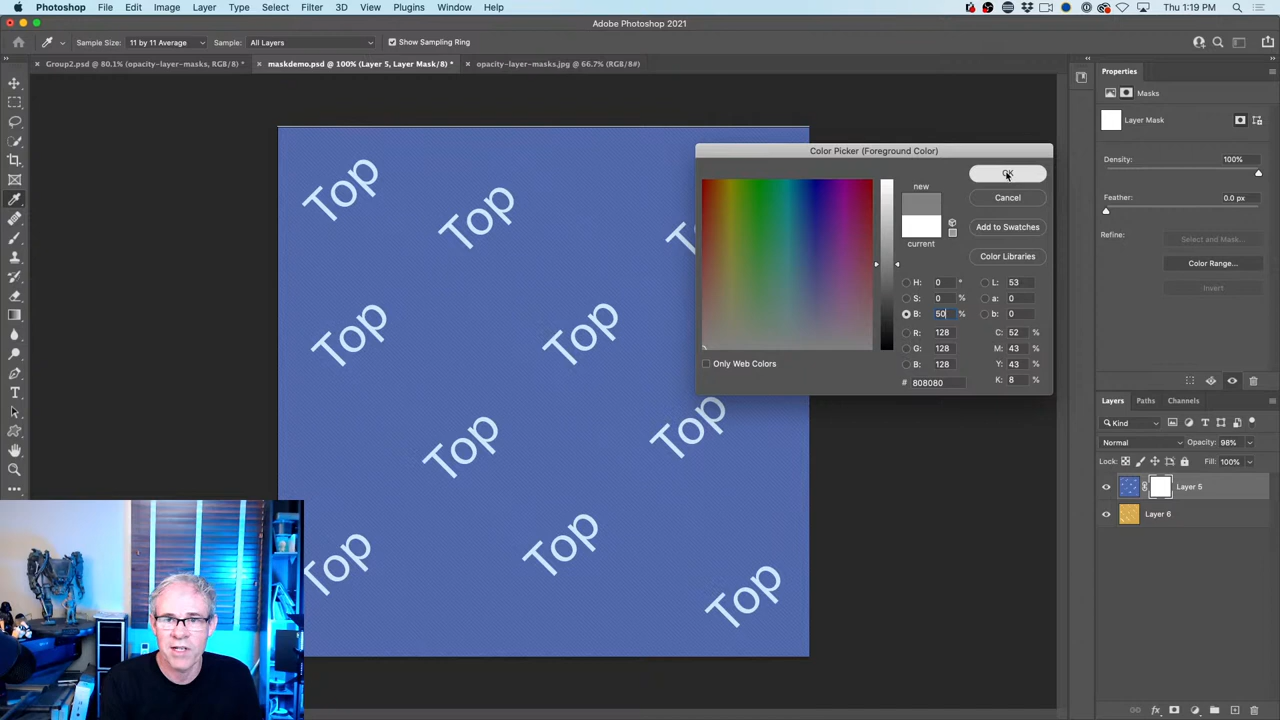 Photoshop File Edit Image Layer Type Select Filter 3D View Plugins Window Help Thu 1:19 PM
Adobe Photoshop 2021
Sample Size: 11 by 11 Average Sample: All Layers Show Sampling Ring
Group2.psd @ 80.1% (opacity-layer-masks, RGB/8) * maskdemo.psd @ 100% (Layer 5, Layer Mask/8) * opacity-layer-masks.jpg @ 66.7% (RGB/8#)
Properties
Masks
Layer Mask
Density: 100%
Feather: 0.0 px
Refine: Select and Mask...
Color Range...
Invert
Color Picker (Foreground Color)
new
current
OK
Cancel
Add to Swatches
Color Libraries
H: 0 ° L: 53
S: 0 % a: 0
B: 50 % b: 0
R: 128 C: 52 %
G: 128 M: 43 %
B: 128 Y: 43 %
# 808080 K: 8 %
Only Web Colors
Top
Top
Top
Top
Top
Top
Top
Top
Top
Layers Paths Channels
Kind
Normal Opacity: 98%
Lock: Fill: 100%
Layer 5
Layer 6